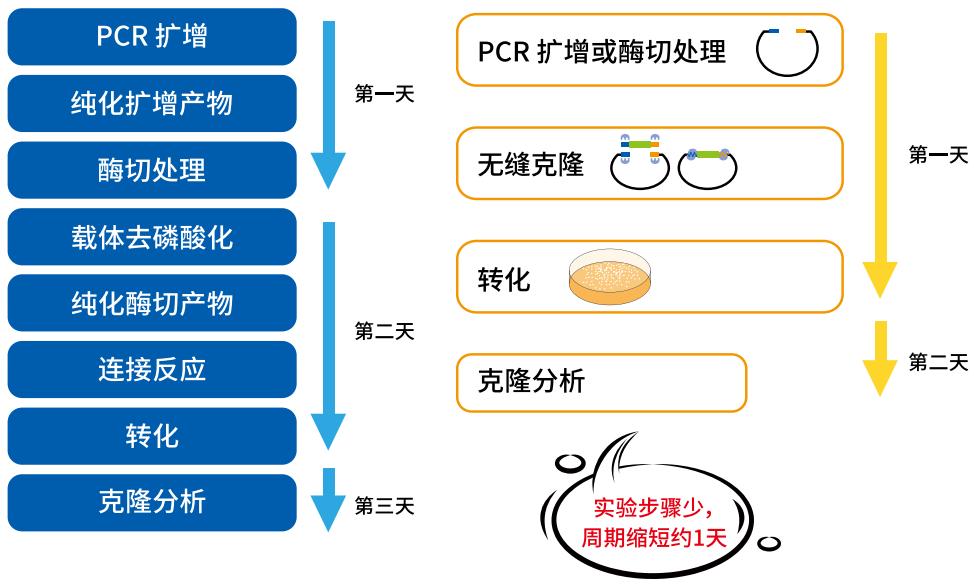 PCR 扩增
纯化扩增产物
酶切处理
载体去磷酸化
纯化酶切产物
连接反应
转化
克隆分析
第一天
第二天
第三天
PCR 扩增或酶切处理
无缝克隆
转化
克隆分析
第一天
第二天
实验步骤少，
周期缩短约1天